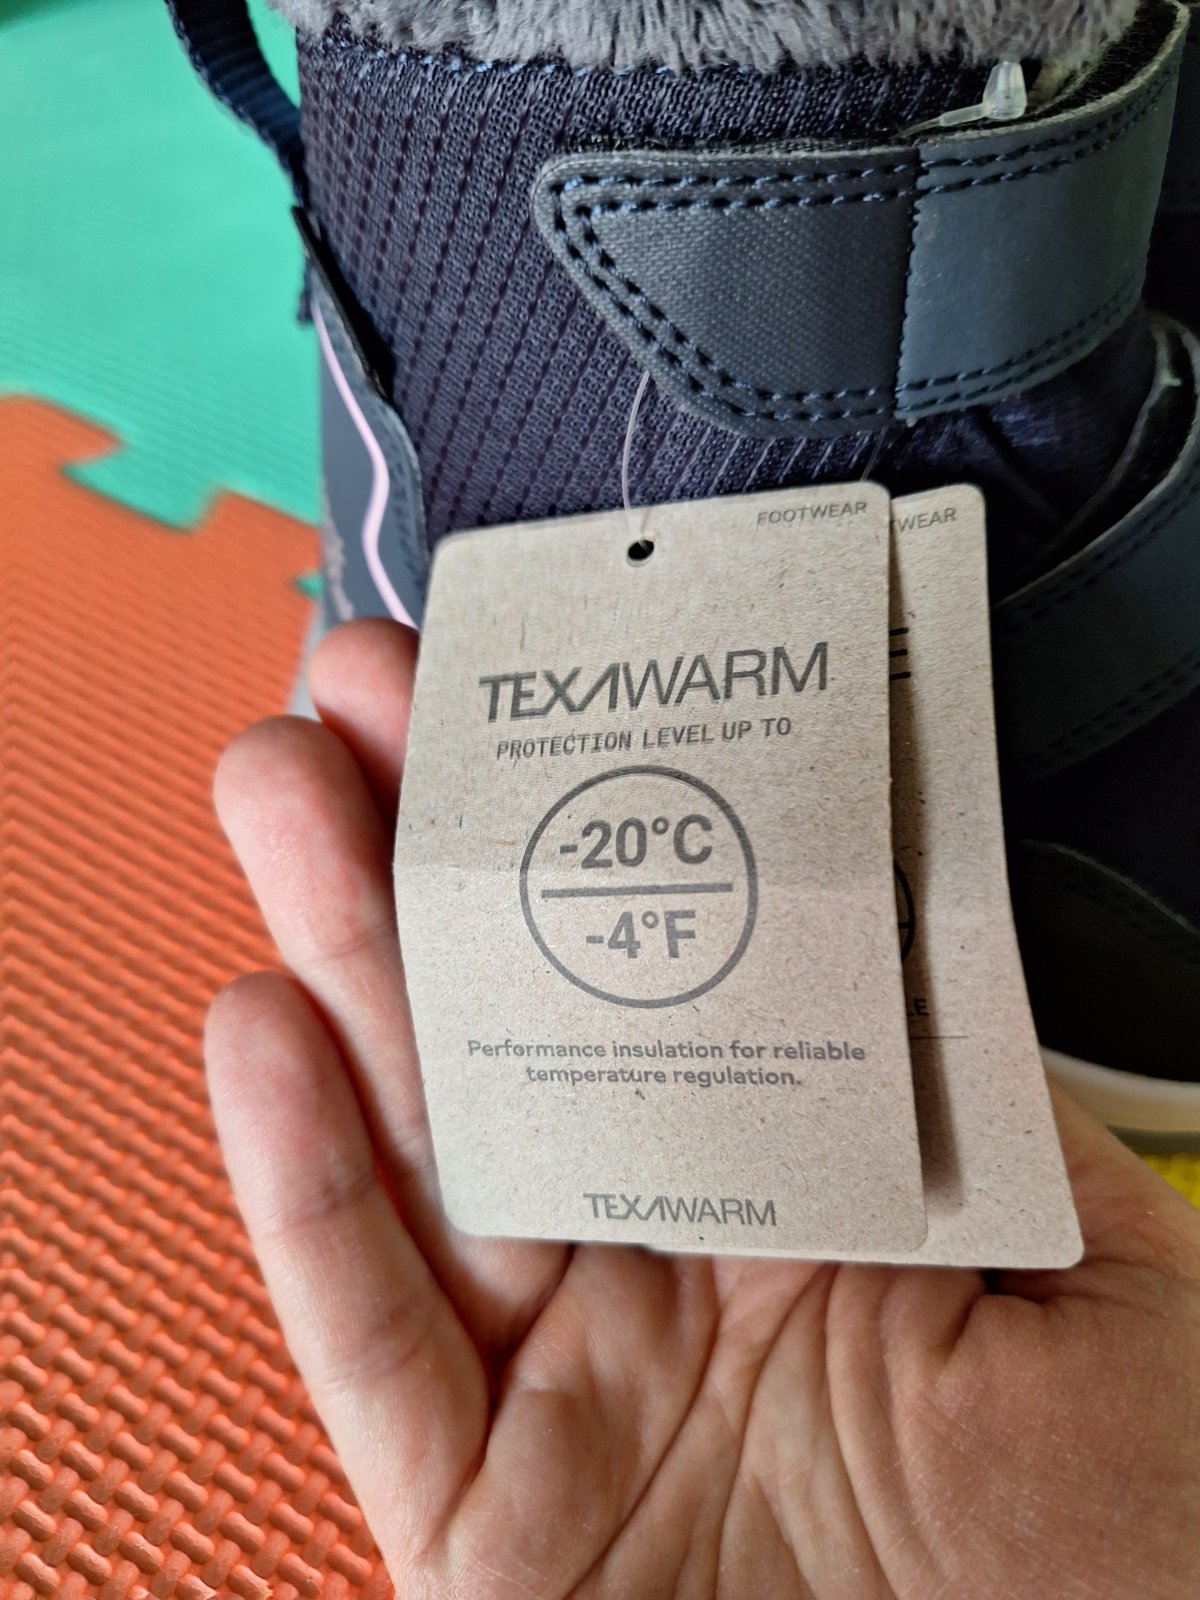 FOOTWEAR
TEXAWARM
PROTECTION LEVEL UP TO
-20°C
-4°F
Performance insulation for reliable
temperature regulation.
TEXAWARM